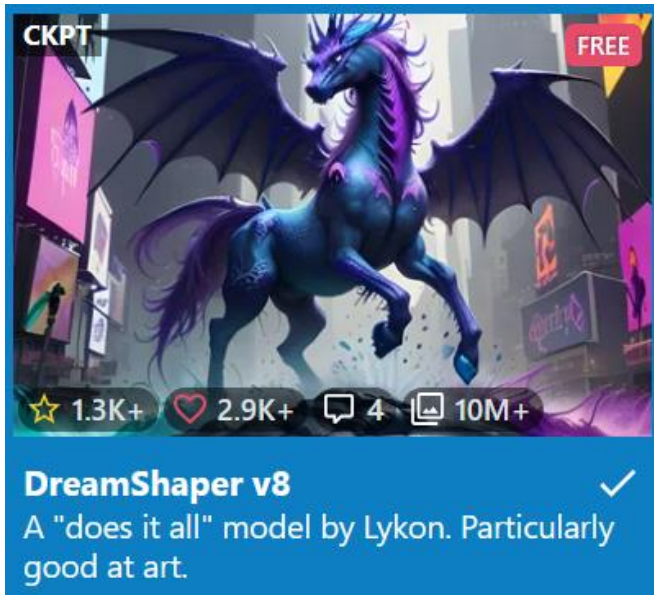 CKPT
FREE
1.3K+ 2.9K+ 4 10M+
DreamShaper v8
A "does it all" model by Lykon. Particularly
good at art.